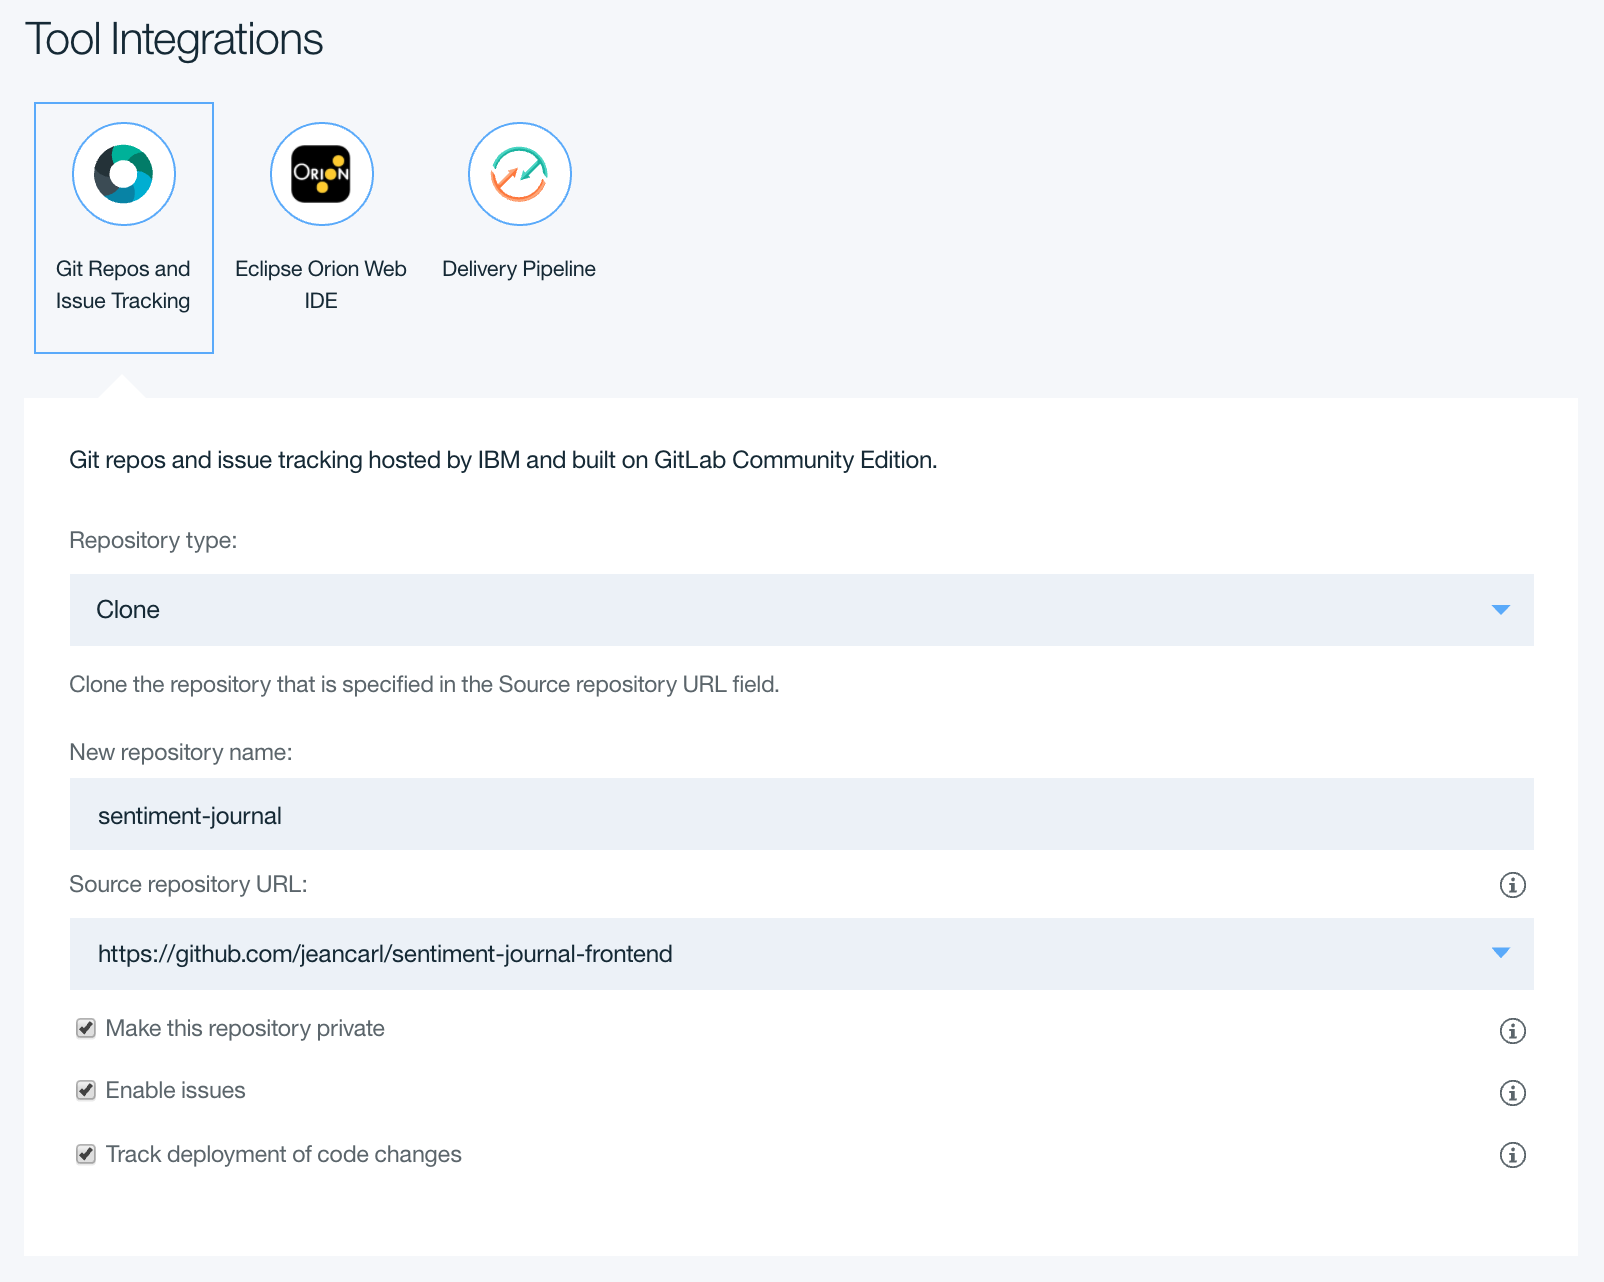 Tool Integrations
ORION
Git Repos and
Issue Tracking
Eclipse Orion Web
IDE
Delivery Pipeline
Git repos and issue tracking hosted by IBM and built on GitLab Community Edition.
Repository type:
Clone
Clone the repository that is specified in the Source repository URL field.
New repository name:
sentiment-journal
Source repository URL:
https://github.com/jeancarl/sentiment-journal-frontend
Make this repository private
Enable issues
Track deployment of code changes